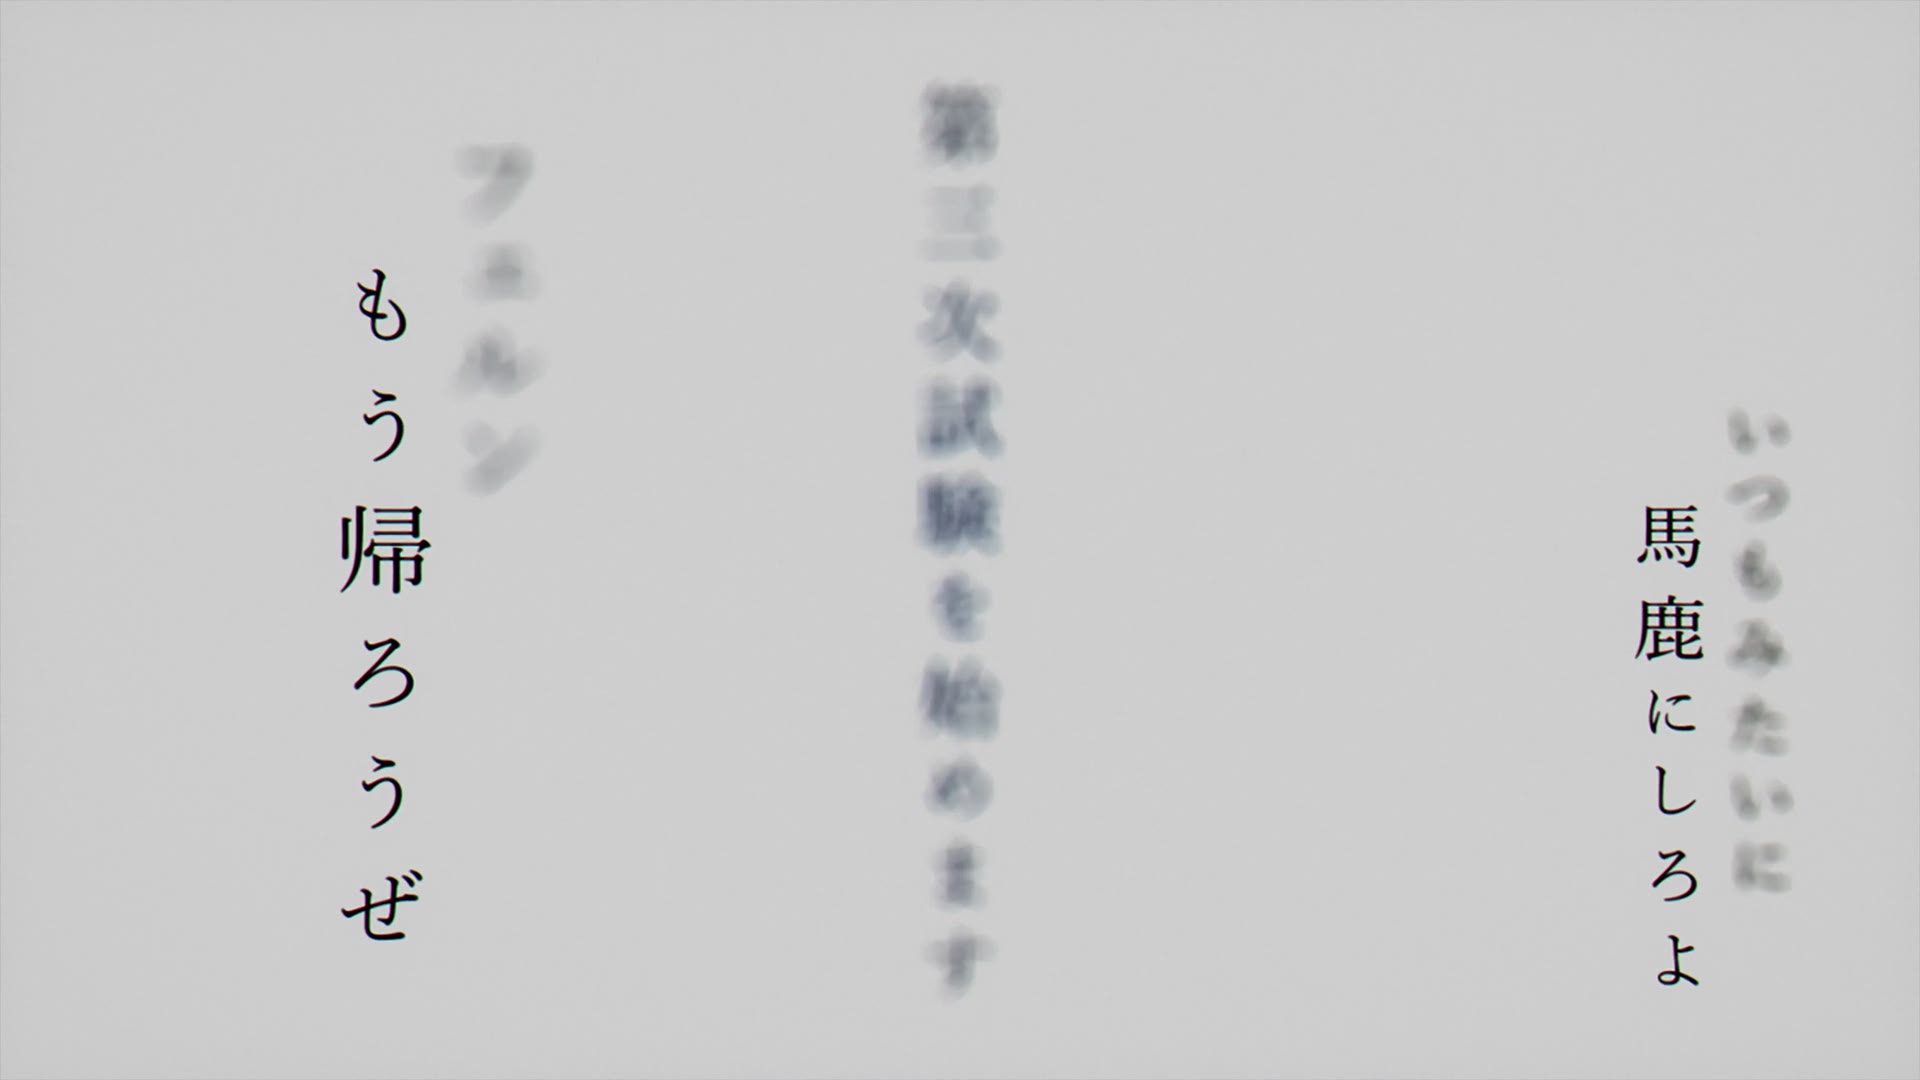 いつもみたいに
馬鹿にしろよ
第三次試験を始めます
フェルン
もう帰ろうぜ